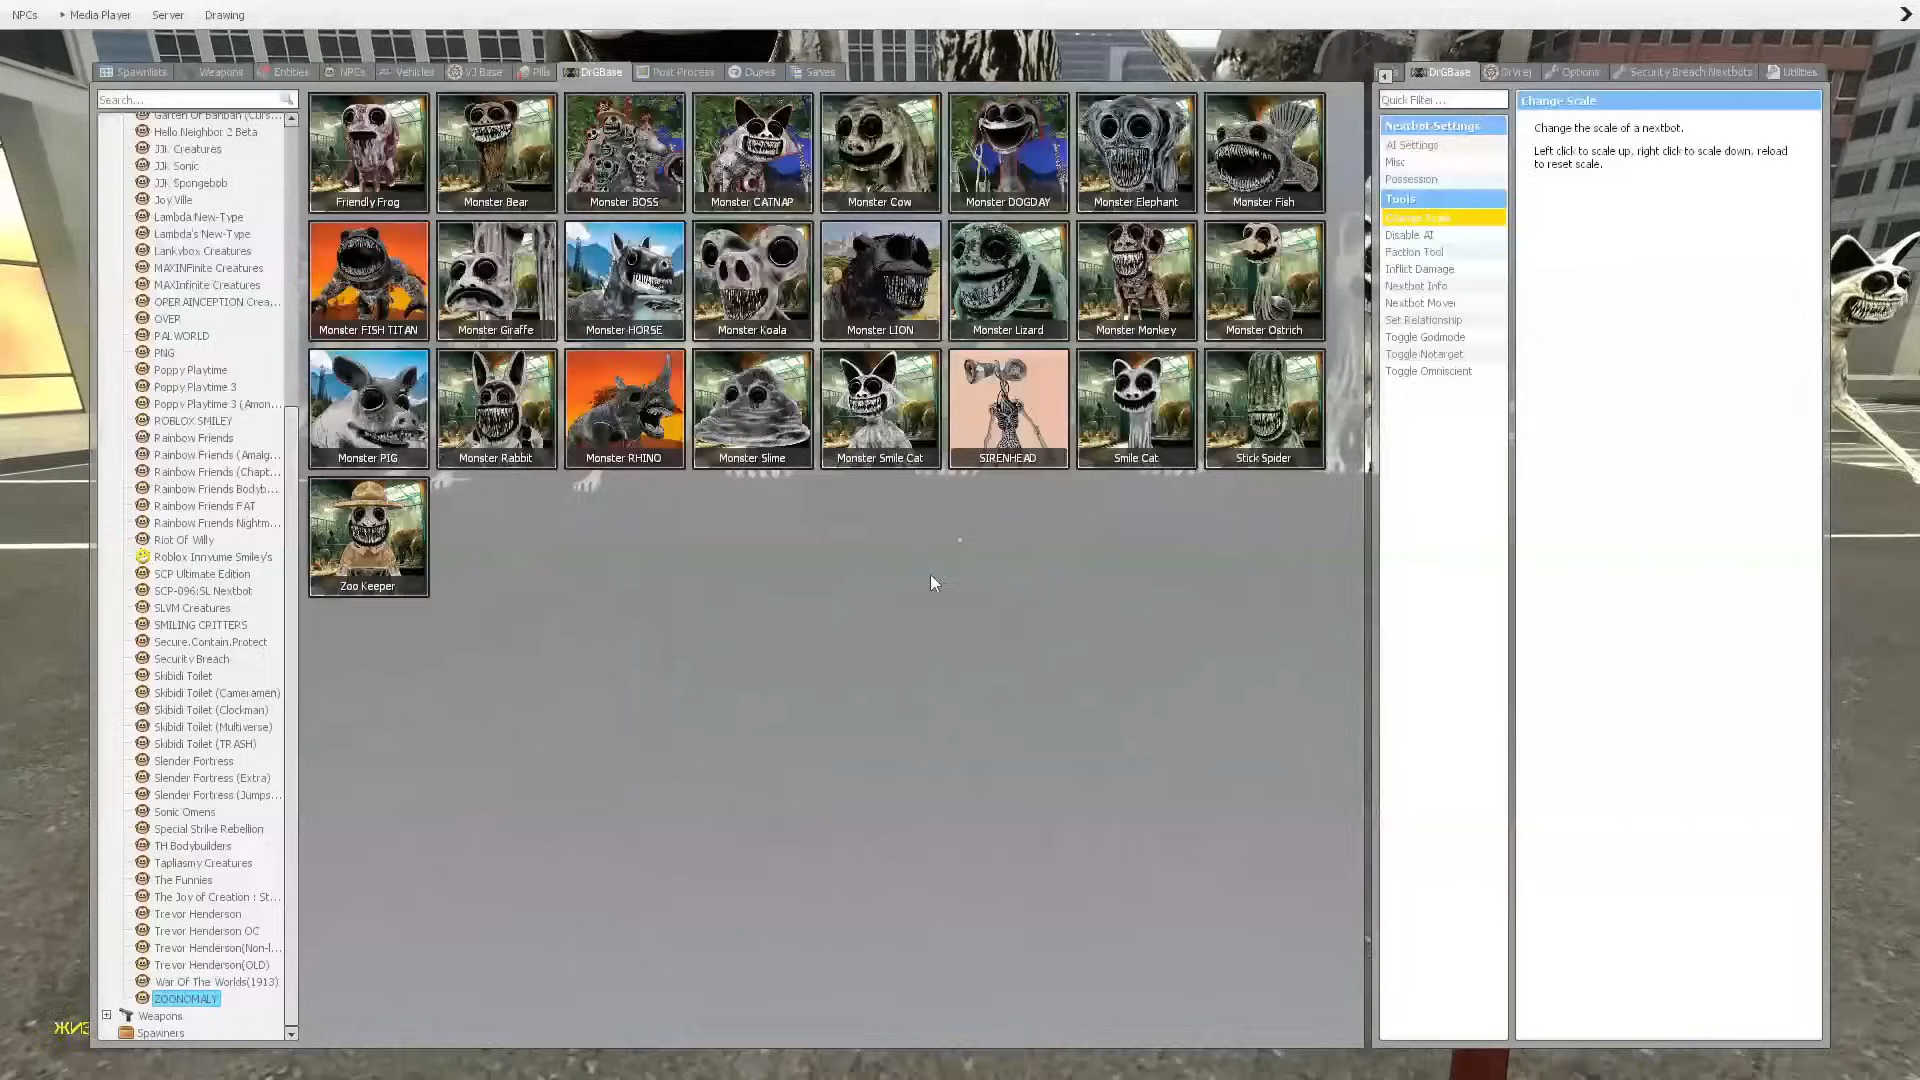 NPCs Media Player Server Drawing
Spawnlists Weapons Entities NPCs Vehicles VJ Base Pills DrGBase Post Process Dupes Saves
DrGBase DrVrej Options Security Breach Nextbots Utilities
Search...
Garten Of Banban (Curs...
Hello Neighbor 2 Beta
JJK Creatures
JJK Sonic
JJK Spongebob
Joy Ville
Lambda New-Type
Lambda's New-Type
Lankybox Creatures
MAXINFinite Creatures
MAXInfinite Creatures
OPERAINCEPTION Crea...
OVER
PALWORLD
PNG
Poppy Playtime
Poppy Playtime 3
Poppy Playtime 3 (Amon...
ROBLOX SMILEY
Rainbow Friends
Rainbow Friends (Amalg...
Rainbow Friends (Chapt...
Rainbow Friends Bodyb...
Rainbow Friends FAT
Rainbow Friends Nightm...
Riot Of Willy
Roblox Innyume Smiley's
SCP Ultimate Edition
SCP-096:SL Nextbot
SLVM Creatures
SMILING CRITTERS
Secure.Contain.Protect
Security Breach
Skibidi Toilet
Skibidi Toilet (Cameramen)
Skibidi Toilet (Clockman)
Skibidi Toilet (Multiverse)
Skibidi Toilet (TRASH)
Slender Fortress
Slender Fortress (Extra)
Slender Fortress (Jumps...
Sonic Omens
Special Strike Rebellion
TH Bodybuilders
Tapliasmy Creatures
The Funnies
The Joy of Creation : St...
Trevor Henderson
Trevor Henderson OC
Trevor Henderson(Non-l...
Trevor Henderson(OLD)
War Of The Worlds(1913)
ZOONOMALY
Weapons
Spawners
ЖИЗ
Friendly Frog Monster Bear Monster BOSS Monster CATNAP Monster Cow Monster DOGDAY Monster Elephant Monster Fish
Monster FISH TITAN Monster Giraffe Monster HORSE Monster Koala Monster LION Monster Lizard Monster Monkey Monster Ostrich
Monster PIG Monster Rabbit Monster RHINO Monster Slime Monster Smile Cat SIRENHEAD Smile Cat Stick Spider
Zoo Keeper
Quick Filter...
Nextbot Settings
AI Settings
Misc
Possession
Tools
Change Scale
Disable AI
Faction Tool
Inflict Damage
Nextbot Info
Nextbot Mover
Set Relationship
Toggle Godmode
Toggle Notarget
Toggle Omniscient
Change Scale
Change the scale of a nextbot.
Left click to scale up, right click to scale down, reload
to reset scale.